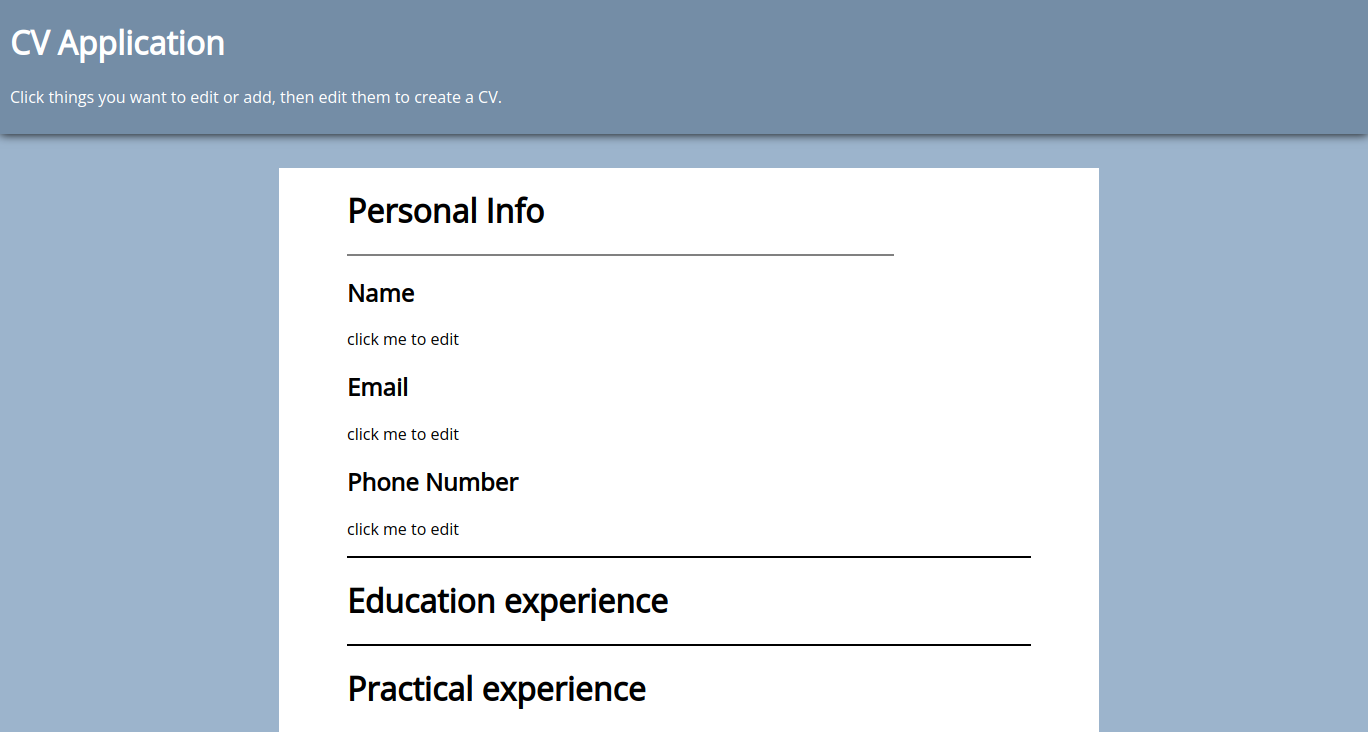 CV Application
Click things you want to edit or add, then edit them to create a CV.
Personal Info
Name
click me to edit
Email
click me to edit
Phone Number
click me to edit
Education experience
Practical experience